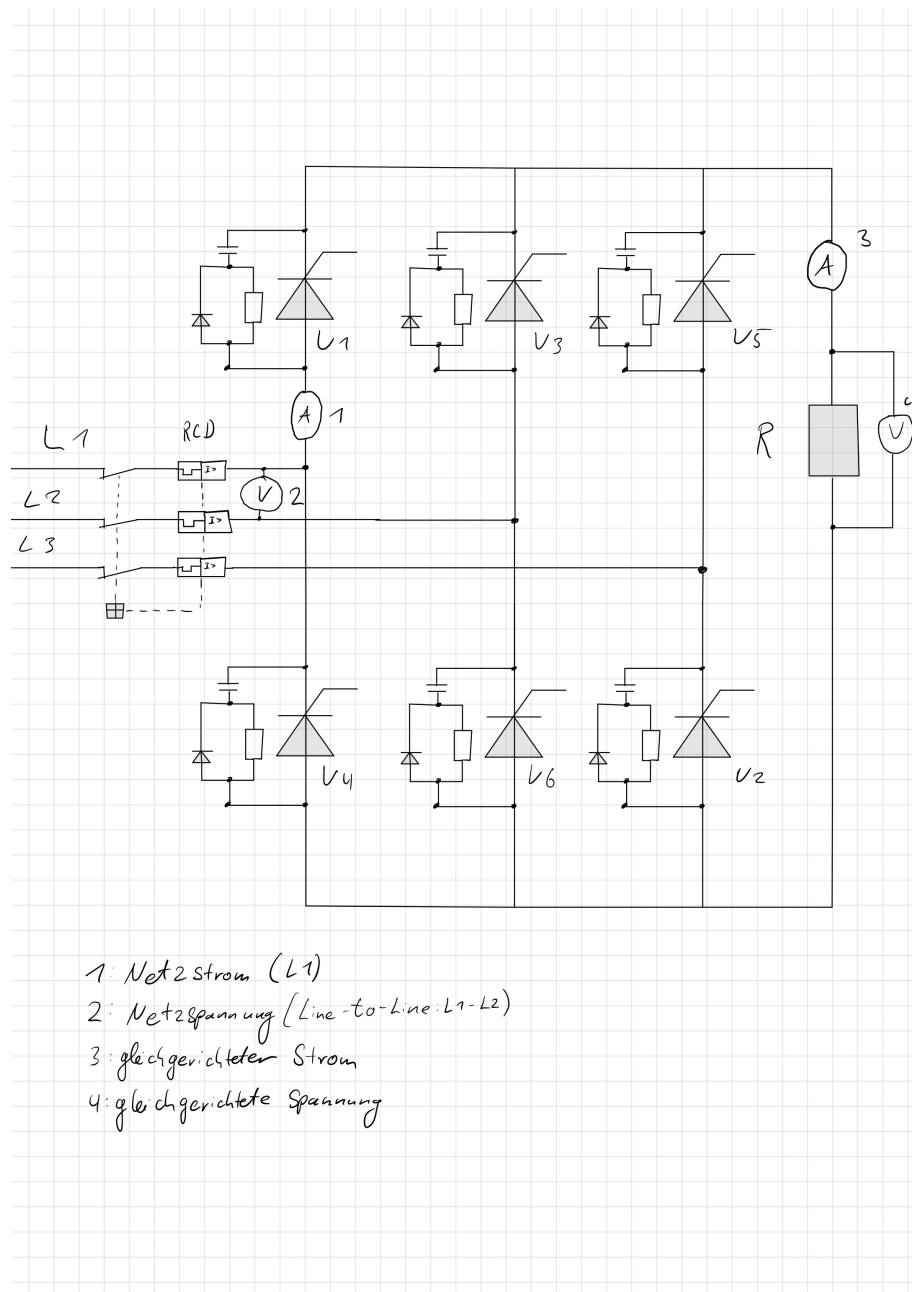 3
A
V1
V3
V5
A 1
4
L1
RCD
R
V
I>
V 2
L2
I>
L3
I>
V4
V6
V2
1: Netzstrom (L1)
2: Netzspannung (Line-to-Line: L1-L2)
3: gleichgerichteter Strom
4: gleichgerichtete Spannung